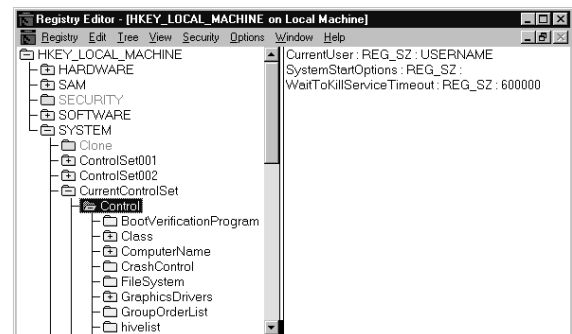 Registry Editor - [HKEY_LOCAL_MACHINE on Local Machine]
Registry Edit Tree View Security Options Window Help
HKEY_LOCAL_MACHINE
HARDWARE
SAM
SECURITY
SOFTWARE
SYSTEM
Clone
ControlSet001
ControlSet002
CurrentControlSet
Control
BootVerificationProgram
Class
ComputerName
CrashControl
FileSystem
GraphicsDrivers
GroupOrderList
hivelist
CurrentUser : REG_SZ : USERNAME
SystemStartOptions : REG_SZ :
WaitToKillServiceTimeout : REG_SZ : 600000